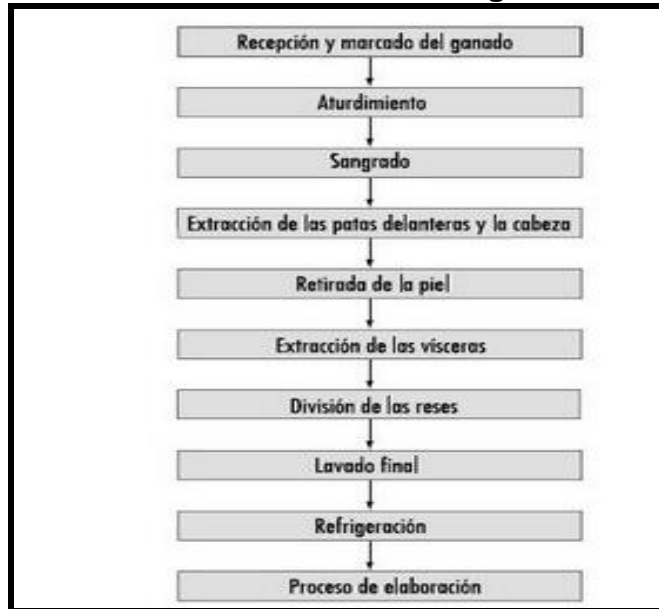 Recepción y marcado del ganado
Aturdimiento
Sangrado
Extracción de las patas delanteras y la cabeza
Retirada de la piel
Extracción de las vísceras
División de las reses
Lavado final
Refrigeración
Proceso de elaboración